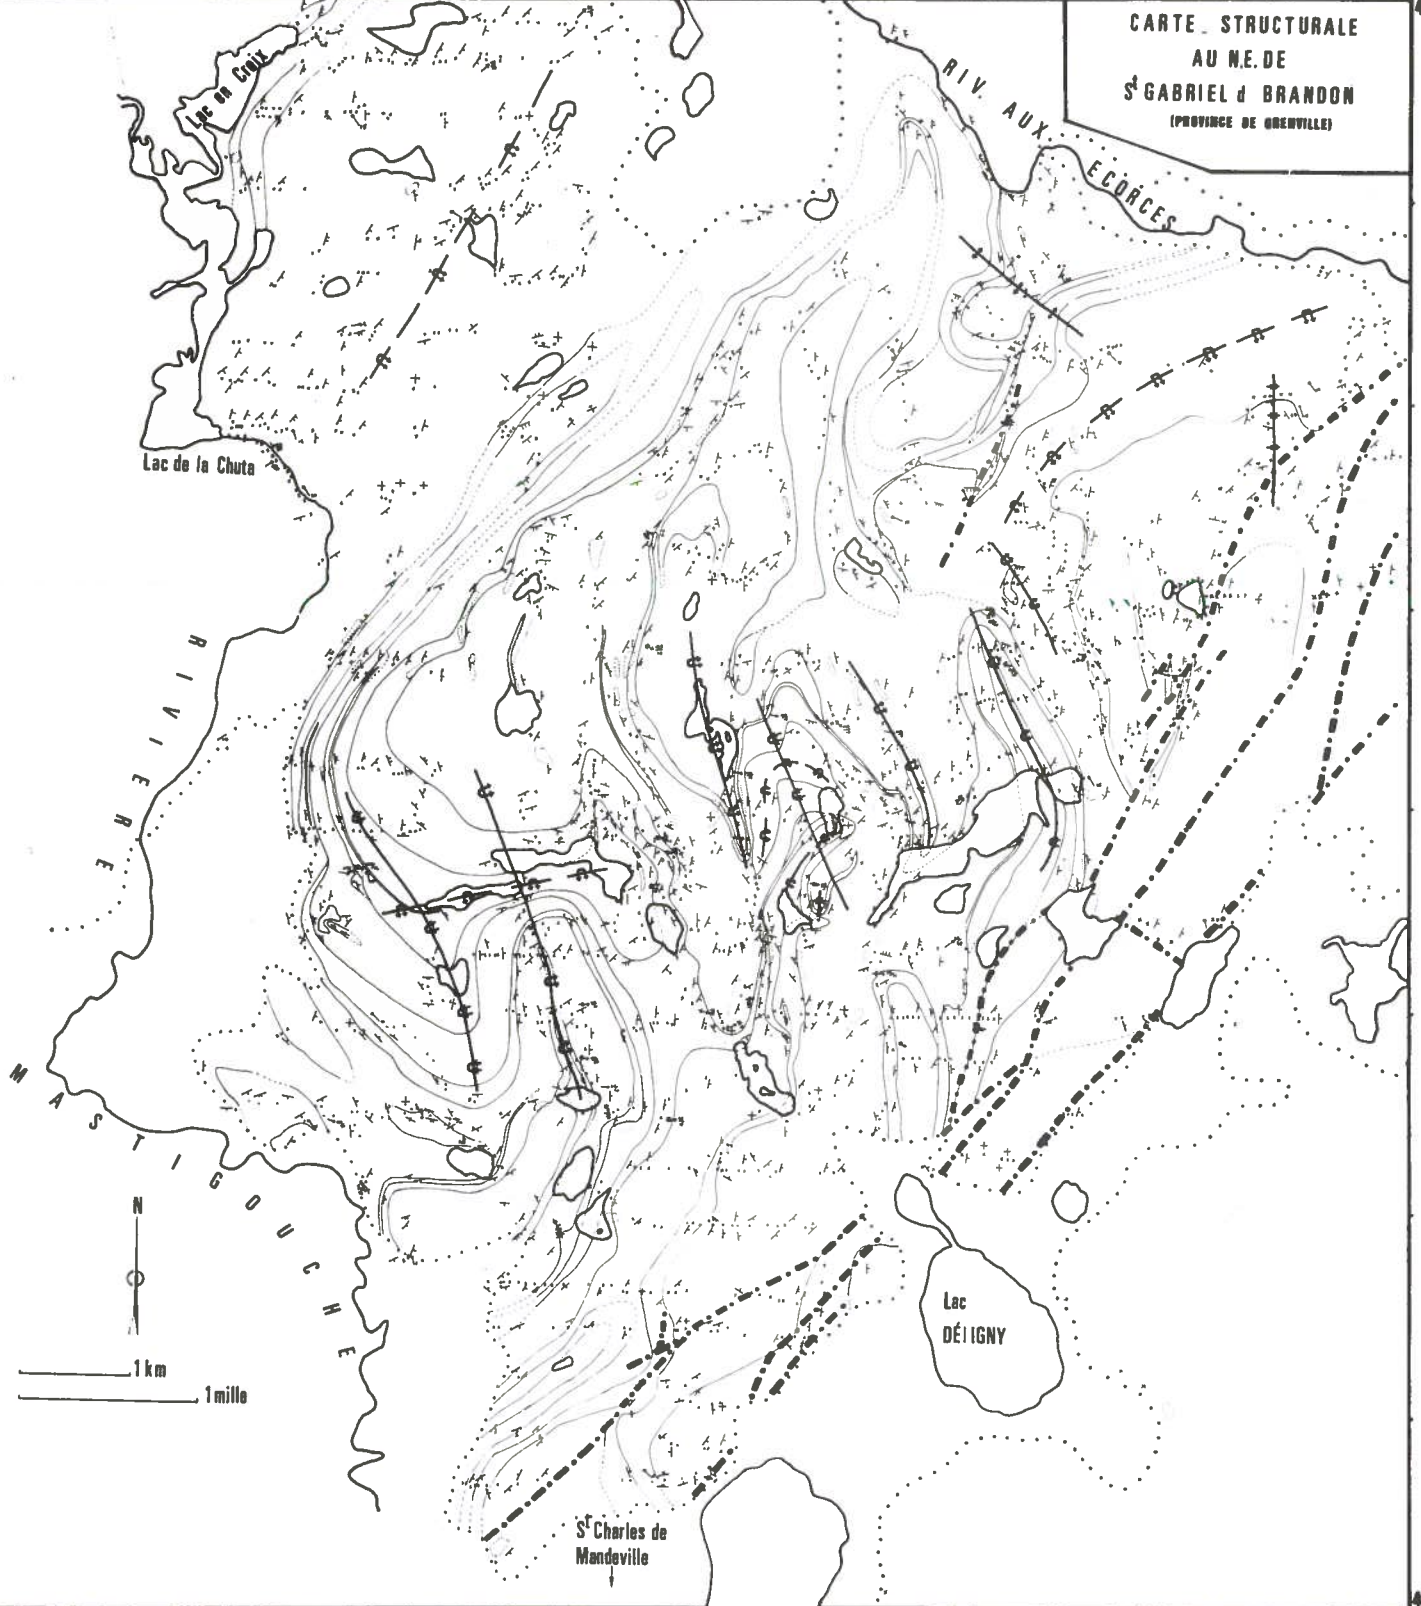 CARTE STRUCTURALE
AU N.E. DE
St GABRIEL d BRANDON
(PROVINCE DE GRENVILLE)
RIV. AUX ECORCES
Lac en Croix
Lac de la Chute
RIVIERE
MASTIGOUCHE
N
1 km
1 mille
Lac
DÉLIGNY
St Charles de
Mandeville